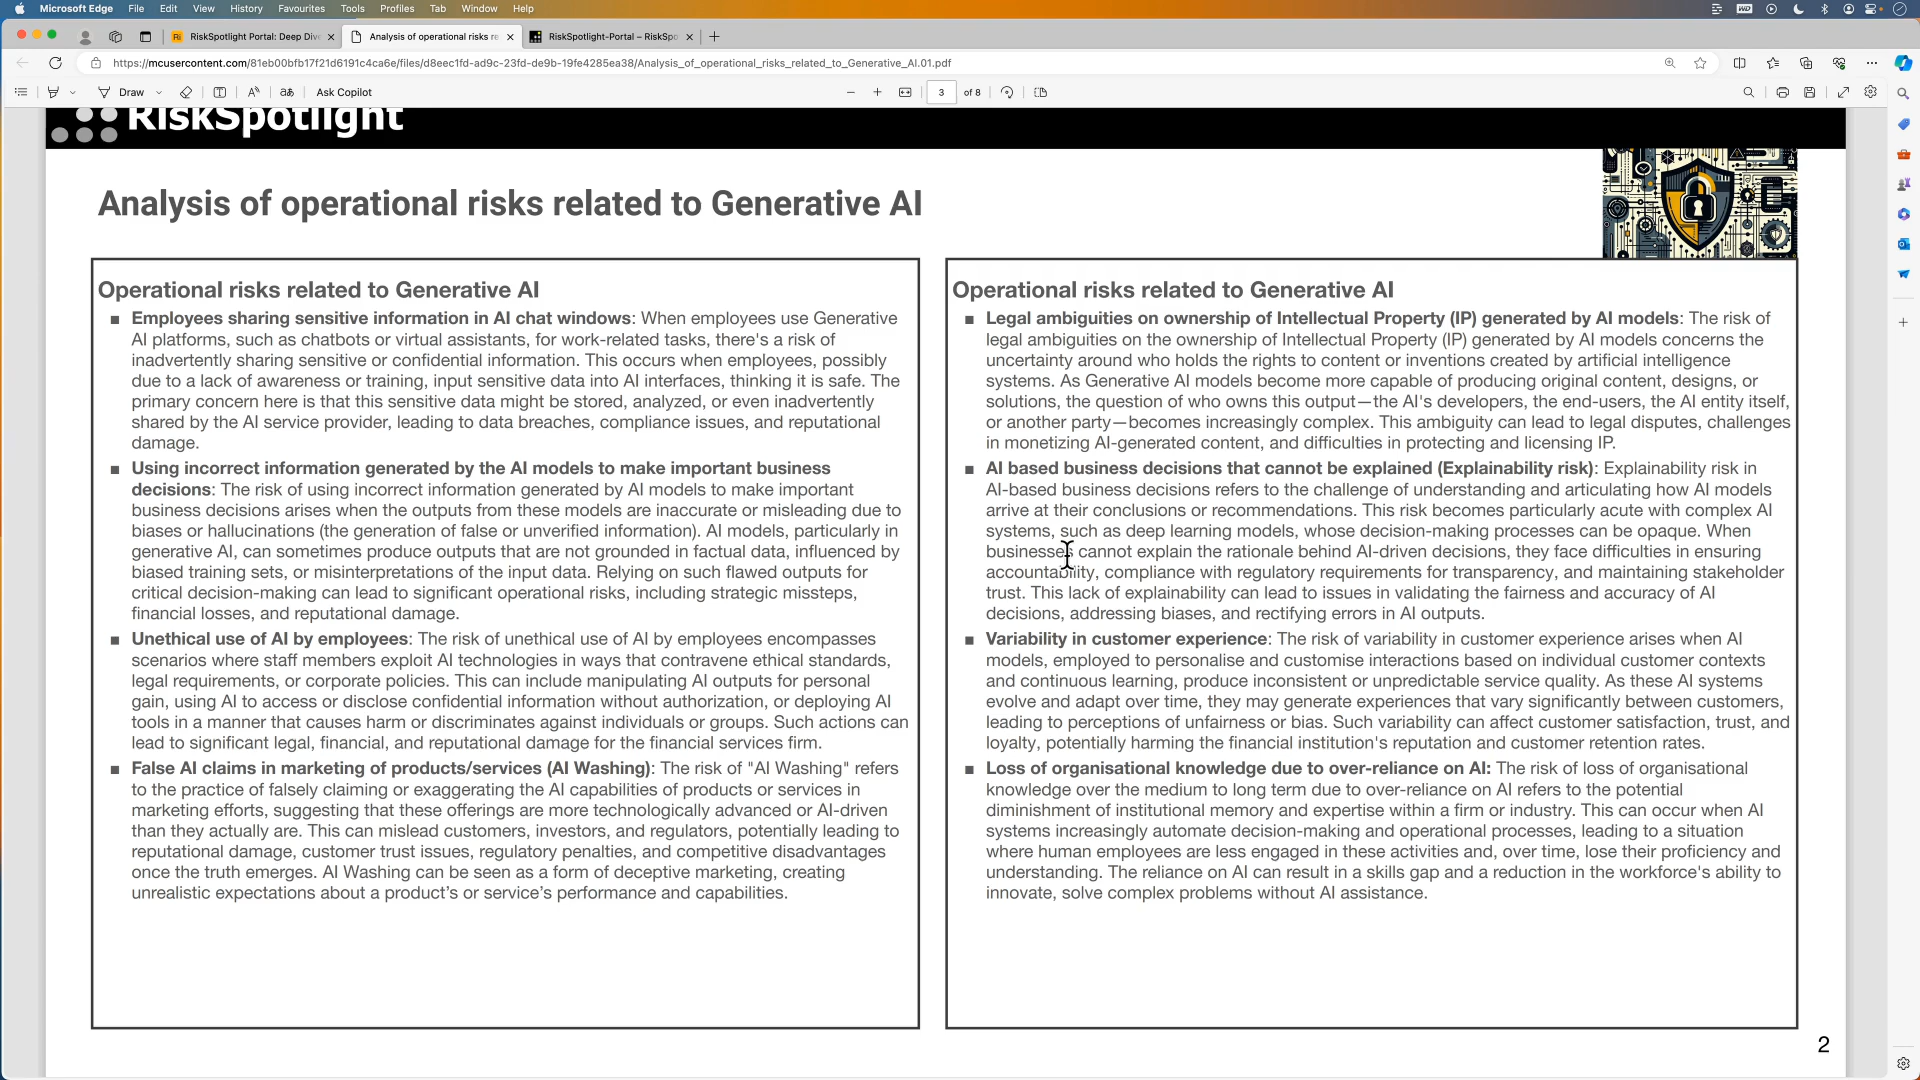 Microsoft Edge File Edit View History Favourites Tools Profiles Tab Window Help
RiskSpotlight Portal: Deep Dive
Analysis of operational risks re
RiskSpotlight-Portal – RiskSpo
https://mcusercontent.com/81eb00bfb17f21d6191c4ca6e/files/d8eec1fd-ad9c-23fd-de9b-19fe4285ea38/Analysis_of_operational_risks_related_to_Generative_AI.01.pdf
Draw Ask Copilot 3 of 8
RiskSpotlight
Analysis of operational risks related to Generative AI
Operational risks related to Generative AI
■ Employees sharing sensitive information in AI chat windows: When employees use Generative
AI platforms, such as chatbots or virtual assistants, for work-related tasks, there's a risk of
inadvertently sharing sensitive or confidential information. This occurs when employees, possibly
due to a lack of awareness or training, input sensitive data into AI interfaces, thinking it is safe. The
primary concern here is that this sensitive data might be stored, analyzed, or even inadvertently
shared by the AI service provider, leading to data breaches, compliance issues, and reputational
damage.
■ Using incorrect information generated by the AI models to make important business
decisions: The risk of using incorrect information generated by AI models to make important
business decisions arises when the outputs from these models are inaccurate or misleading due to
biases or hallucinations (the generation of false or unverified information). AI models, particularly in
generative AI, can sometimes produce outputs that are not grounded in factual data, influenced by
biased training sets, or misinterpretations of the input data. Relying on such flawed outputs for
critical decision-making can lead to significant operational risks, including strategic missteps,
financial losses, and reputational damage.
■ Unethical use of AI by employees: The risk of unethical use of AI by employees encompasses
scenarios where staff members exploit AI technologies in ways that contravene ethical standards,
legal requirements, or corporate policies. This can include manipulating AI outputs for personal
gain, using AI to access or disclose confidential information without authorization, or deploying AI
tools in a manner that causes harm or discriminates against individuals or groups. Such actions can
lead to significant legal, financial, and reputational damage for the financial services firm.
■ False AI claims in marketing of products/services (AI Washing): The risk of "AI Washing" refers
to the practice of falsely claiming or exaggerating the AI capabilities of products or services in
marketing efforts, suggesting that these offerings are more technologically advanced or AI-driven
than they actually are. This can mislead customers, investors, and regulators, potentially leading to
reputational damage, customer trust issues, regulatory penalties, and competitive disadvantages
once the truth emerges. AI Washing can be seen as a form of deceptive marketing, creating
unrealistic expectations about a product’s or service’s performance and capabilities.
Operational risks related to Generative AI
■ Legal ambiguities on ownership of Intellectual Property (IP) generated by AI models: The risk of
legal ambiguities on the ownership of Intellectual Property (IP) generated by AI models concerns the
uncertainty around who holds the rights to content or inventions created by artificial intelligence
systems. As Generative AI models become more capable of producing original content, designs, or
solutions, the question of who owns this output—the AI's developers, the end-users, the AI entity itself,
or another party—becomes increasingly complex. This ambiguity can lead to legal disputes, challenges
in monetizing AI-generated content, and difficulties in protecting and licensing IP.
■ AI based business decisions that cannot be explained (Explainability risk): Explainability risk in
AI-based business decisions refers to the challenge of understanding and articulating how AI models
arrive at their conclusions or recommendations. This risk becomes particularly acute with complex AI
systems, such as deep learning models, whose decision-making processes can be opaque. When
businesses cannot explain the rationale behind AI-driven decisions, they face difficulties in ensuring
accountability, compliance with regulatory requirements for transparency, and maintaining stakeholder
trust. This lack of explainability can lead to issues in validating the fairness and accuracy of AI
decisions, addressing biases, and rectifying errors in AI outputs.
■ Variability in customer experience: The risk of variability in customer experience arises when AI
models, employed to personalise and customise interactions based on individual customer contexts
and continuous learning, produce inconsistent or unpredictable service quality. As these AI systems
evolve and adapt over time, they may generate experiences that vary significantly between customers,
leading to perceptions of unfairness or bias. Such variability can affect customer satisfaction, trust, and
loyalty, potentially harming the financial institution's reputation and customer retention rates.
■ Loss of organisational knowledge due to over-reliance on AI: The risk of loss of organisational
knowledge over the medium to long term due to over-reliance on AI refers to the potential
diminishment of institutional memory and expertise within a firm or industry. This can occur when AI
systems increasingly automate decision-making and operational processes, leading to a situation
where human employees are less engaged in these activities and, over time, lose their proficiency and
understanding. The reliance on AI can result in a skills gap and a reduction in the workforce's ability to
innovate, solve complex problems without AI assistance.
2